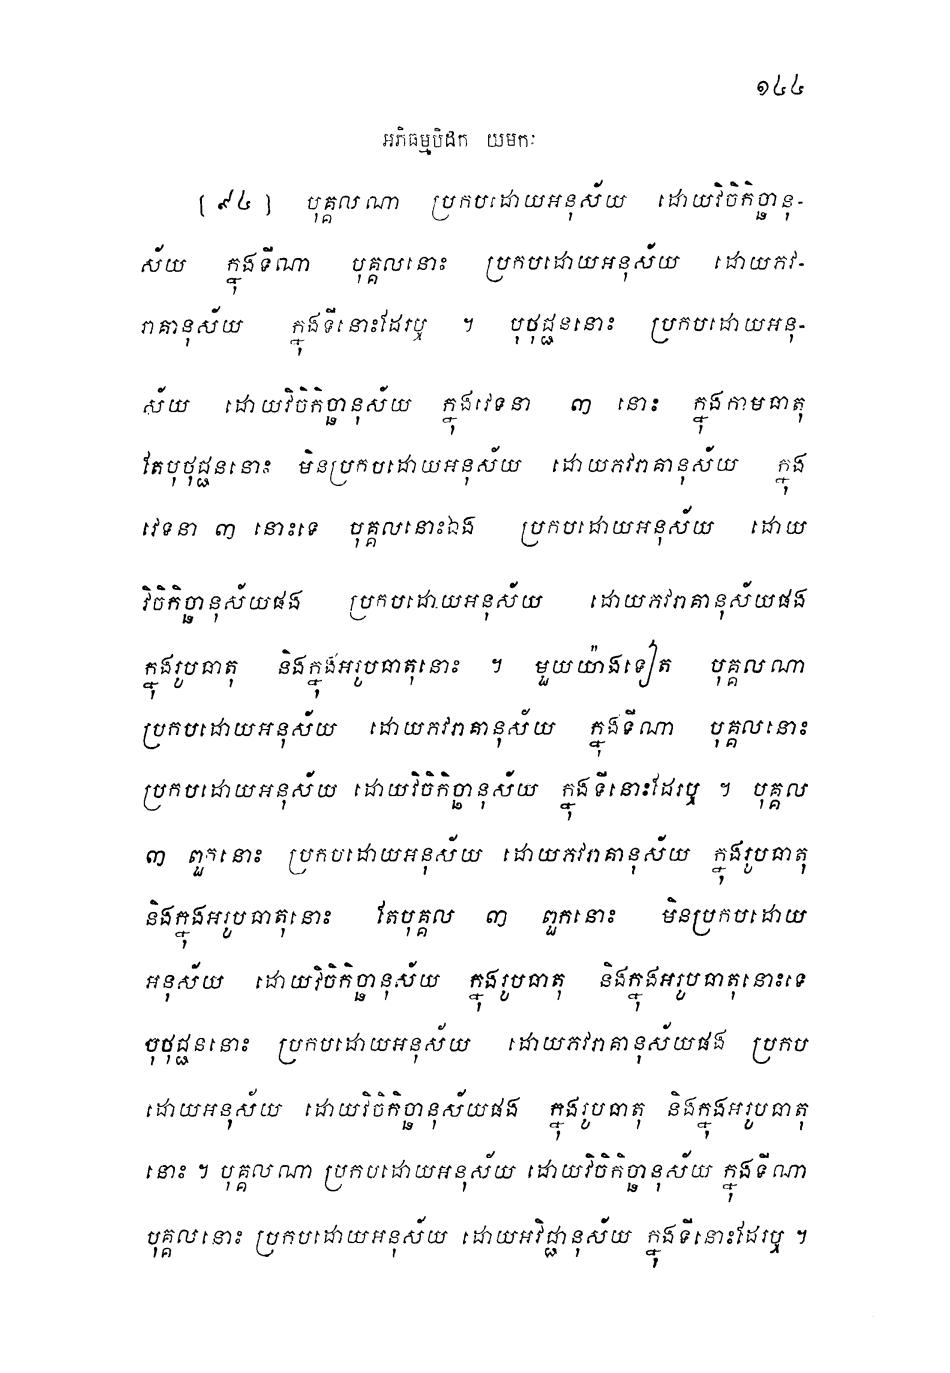 ១៤៤
អភិធម្មបិដក យមកៈ
[ ៩៤ ] បុគ្គលណា ប្រកបដោយអនុស័យ ដោយវិចិកិច្ឆានុ-
ស័យ ក្នុងទីណា បុគ្គលនោះ ប្រកបដោយអនុស័យ ដោយភវ-
រាគានុស័យ ក្នុងទីនោះដែរឬ ។ បុថុជ្ជននោះ ប្រកបដោយអនុ-
ស័យ ដោយវិចិកិច្ឆានុស័យ ក្នុងវេទនា ៣ នោះ ក្នុងកាមធាតុ
តែបុថុជ្ជននោះ មិនប្រកបដោយអនុស័យ ដោយភវរាគានុស័យ ក្នុង
វេទនា ៣ នោះទេ បុគ្គលនោះឯង ប្រកបដោយអនុស័យ ដោយ
វិចិកិច្ឆានុស័យផង ប្រកបដោយអនុស័យ ដោយភវរាគានុស័យផង
ក្នុងរូបធាតុ និងក្នុងអរូបធាតុនោះ ។ មួយយ៉ាងទៀត បុគ្គលណា
ប្រកបដោយអនុស័យ ដោយភវរាគានុស័យ ក្នុងទីណា បុគ្គលនោះ
ប្រកបដោយអនុស័យ ដោយវិចិកិច្ឆានុស័យ ក្នុងទីនោះដែរឬ ។ បុគ្គល
៣ ពួកនោះ ប្រកបដោយអនុស័យ ដោយភវរាគានុស័យ ក្នុងរូបធាតុ
និងក្នុងអរូបធាតុនោះ តែបុគ្គល ៣ ពួកនោះ មិនប្រកបដោយ
អនុស័យ ដោយវិចិកិច្ឆានុស័យ ក្នុងរូបធាតុ និងក្នុងអរូបធាតុនោះទេ
បុថុជ្ជននោះ ប្រកបដោយអនុស័យ ដោយភវរាគានុស័យផង ប្រកប
ដោយអនុស័យ ដោយវិចិកិច្ឆានុស័យផង ក្នុងរូបធាតុ និងក្នុងអរូបធាតុ
នោះ ។ បុគ្គលណា ប្រកបដោយអនុស័យ ដោយវិចិកិច្ឆានុស័យ ក្នុងទីណា
បុគ្គលនោះ ប្រកបដោយអនុស័យ ដោយអវិជ្ជានុស័យ ក្នុងទីនោះដែរឬ ។